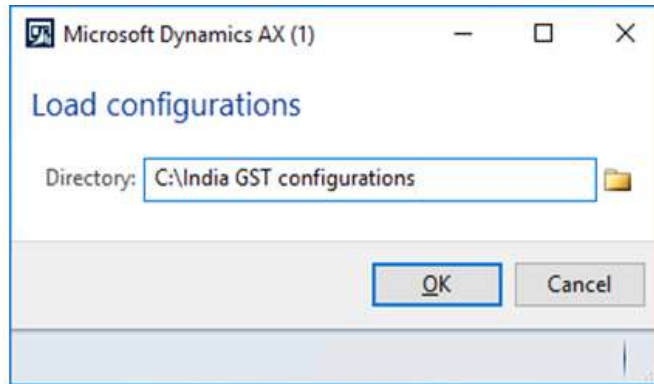 Microsoft Dynamics AX (1)
Load configurations
Directory: C:\India GST configurations
OK Cancel